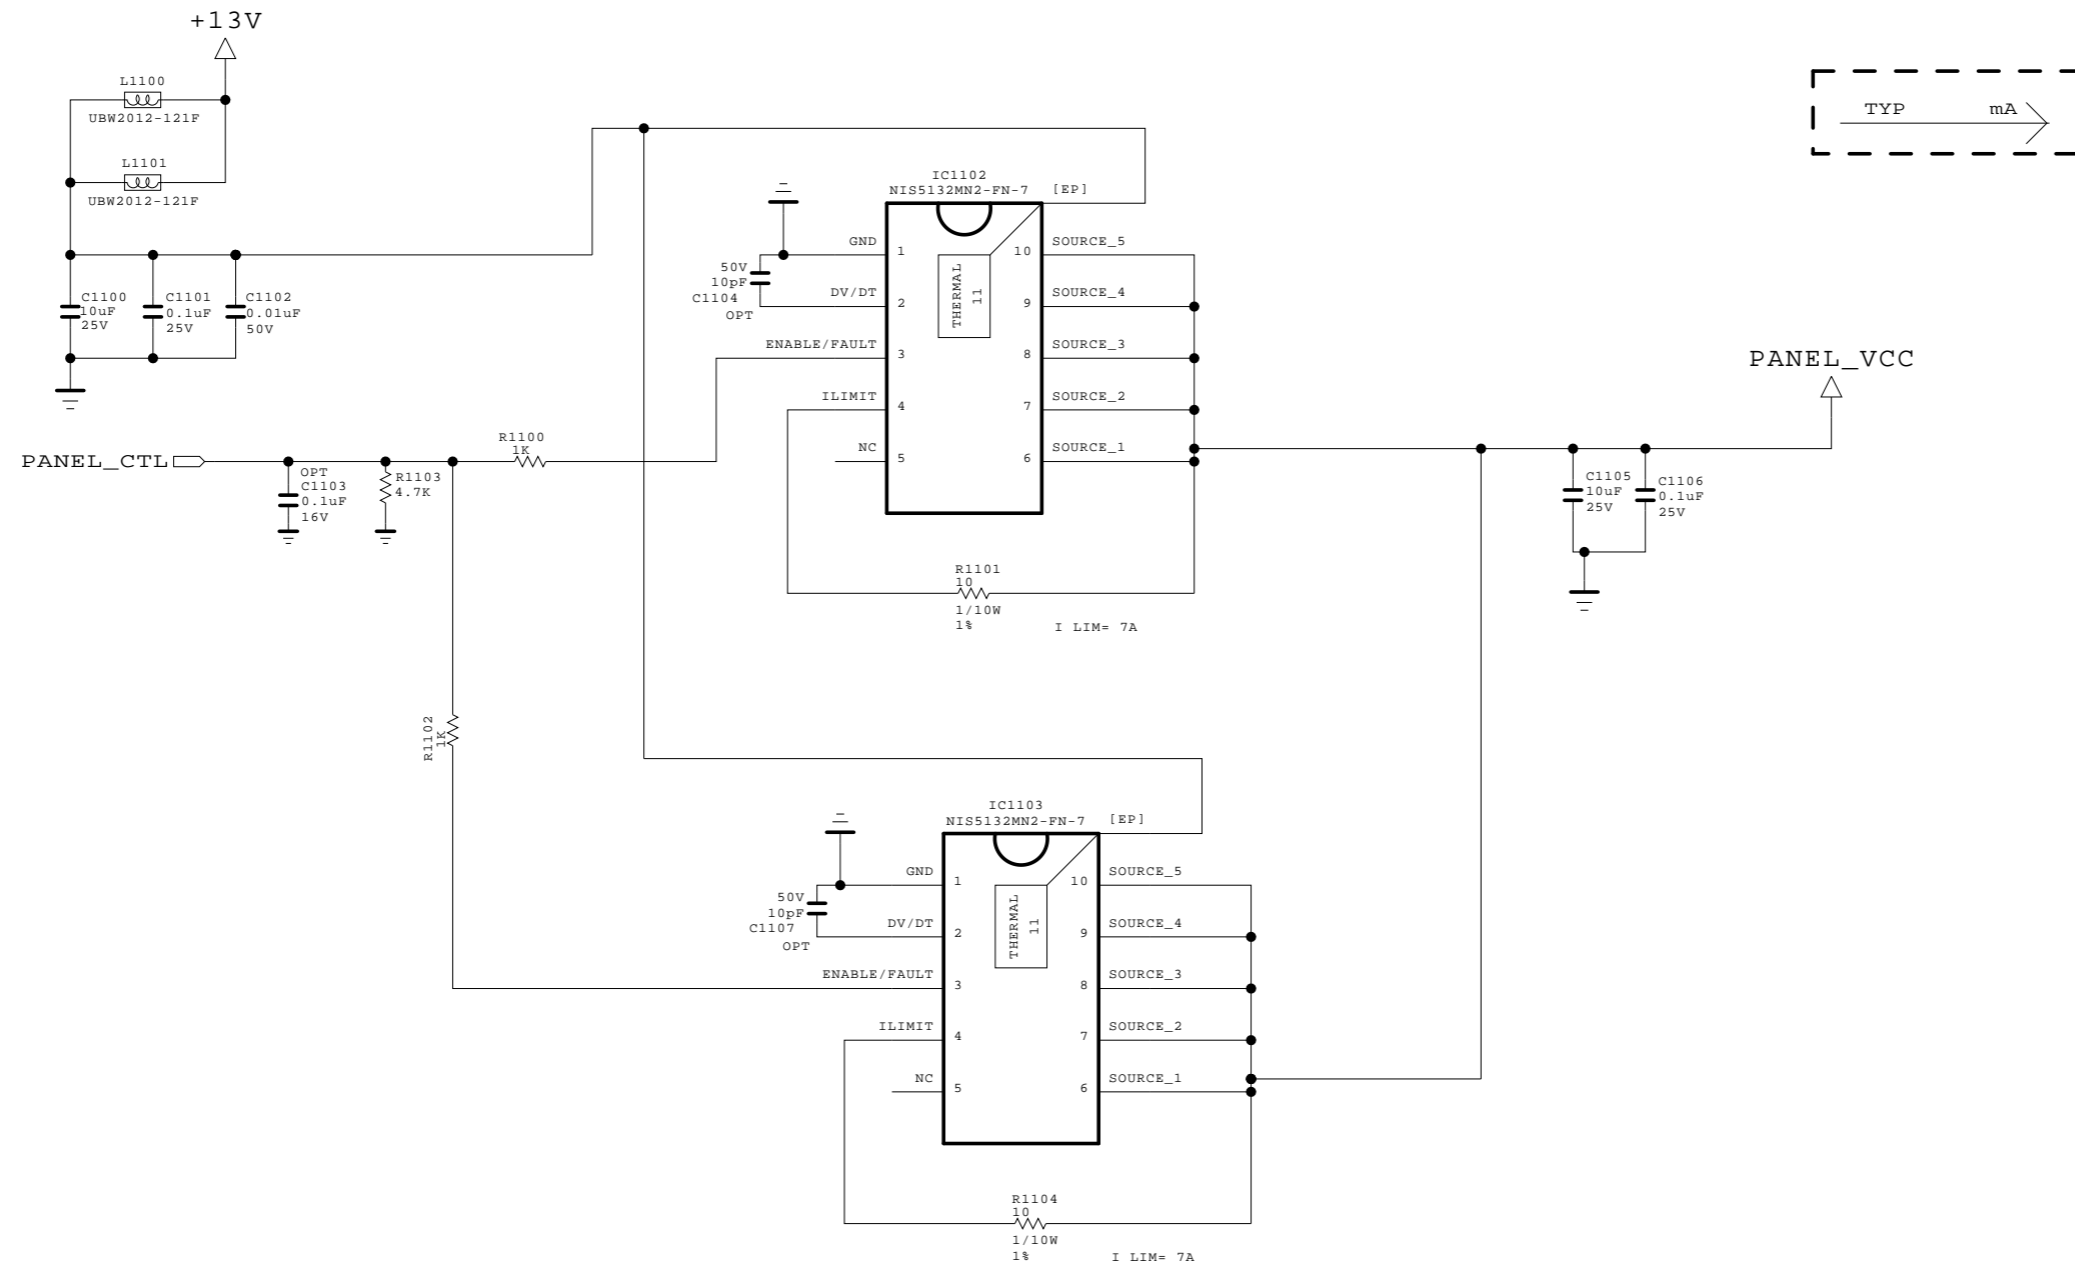 +13V
L1100
UBW2012-121F
L1101
UBW2012-121F
C1100
10uF
25V
C1101
0.1uF
25V
C1102
0.01uF
50V
TYP mA
IC1102
NIS5132MN2-FN-7
[EP]
50V
10pF
C1104
OPT
GND
1
DV/DT
2
ENABLE/FAULT
3
ILIMIT
4
NC
5
THERMAL
11
10
SOURCE_5
9
SOURCE_4
8
SOURCE_3
7
SOURCE_2
6
SOURCE_1
R1101
10
1/10W
1%
I LIM= 7A
PANEL_VCC
C1105
10uF
25V
C1106
0.1uF
25V
PANEL_CTL
OPT
C1103
0.1uF
16V
R1103
4.7K
R1100
1K
R1102
1K
IC1103
NIS5132MN2-FN-7
[EP]
50V
10pF
C1107
OPT
GND
1
DV/DT
2
ENABLE/FAULT
3
ILIMIT
4
NC
5
THERMAL
11
10
SOURCE_5
9
SOURCE_4
8
SOURCE_3
7
SOURCE_2
6
SOURCE_1
R1104
10
1/10W
1%
I LIM= 7A